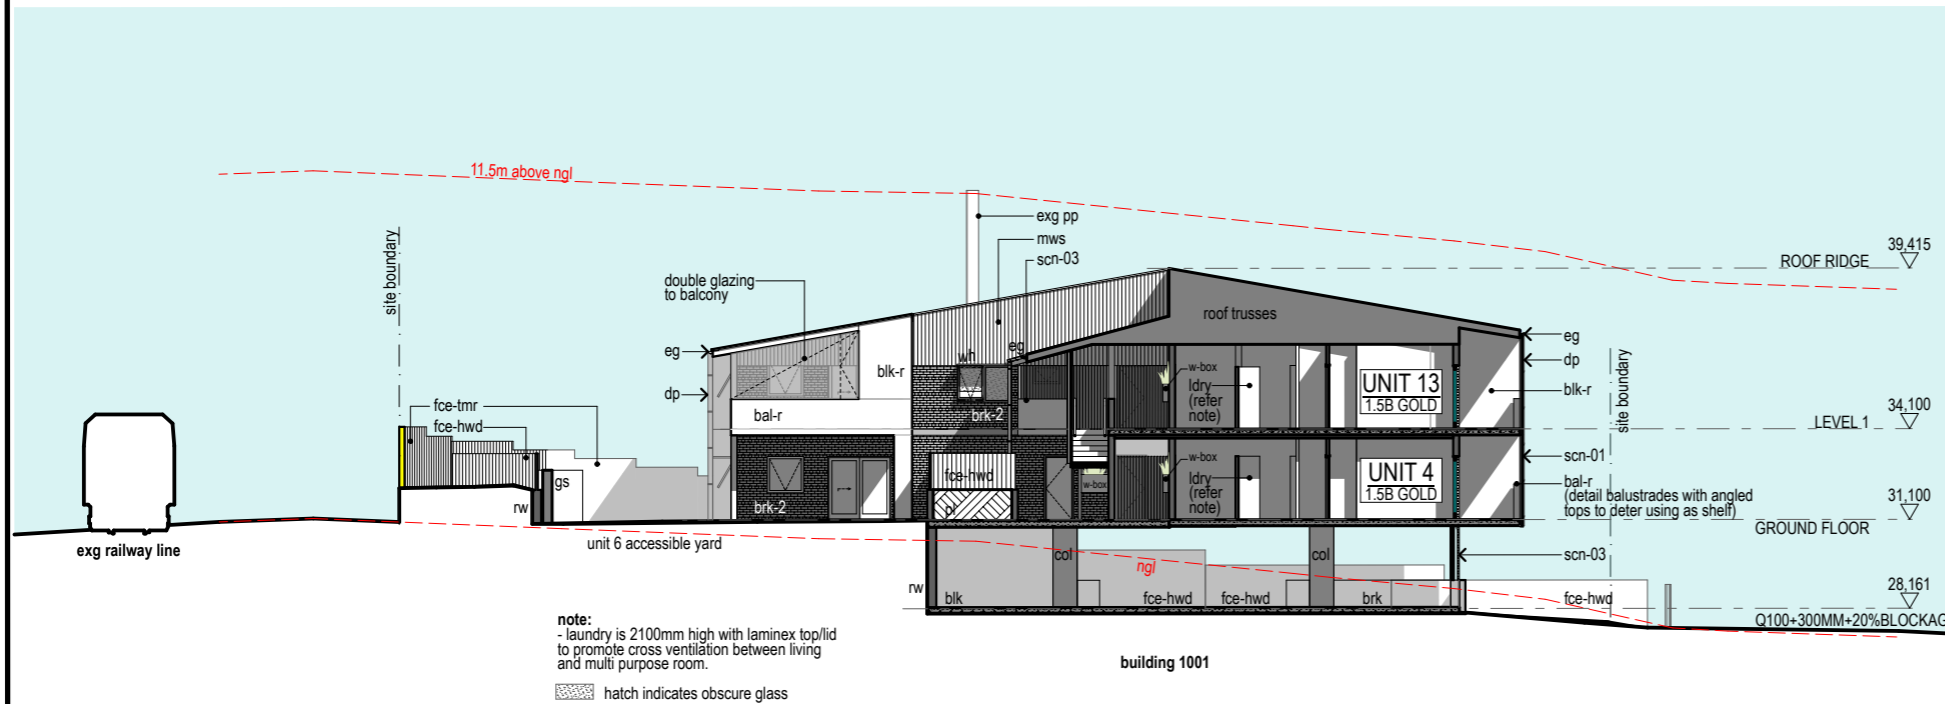 11.5m above ngl
site boundary
exg pp
mws
scn-03
double glazing
to balcony
39,415
ROOF RIDGE
roof trusses
eg
dp
eg
wh
blk-r
bal-r
brk-2
w-box
ldry
(refer
note)
UNIT 13
1.5B GOLD
eg
dp
blk-r
site boundary
34,100
LEVEL 1
fce-tmr
fce-hwd
gs
rw
brk-2
fce-hwd
pl
w-box
w-box
ldry
(refer
note)
UNIT 4
1.5B GOLD
scn-01
bal-r
(detail balustrades with angled
tops to deter using as shelf)
31,100
GROUND FLOOR
exg railway line
unit 6 accessible yard
col
col
ngl
scn-03
rw
blk
fce-hwd
fce-hwd
brk
fce-hwd
28,161
Q100+300MM+20%BLOCKAG
note:
- laundry is 2100mm high with laminex top/lid
to promote cross ventilation between living
and multi purpose room.
hatch indicates obscure glass
building 1001